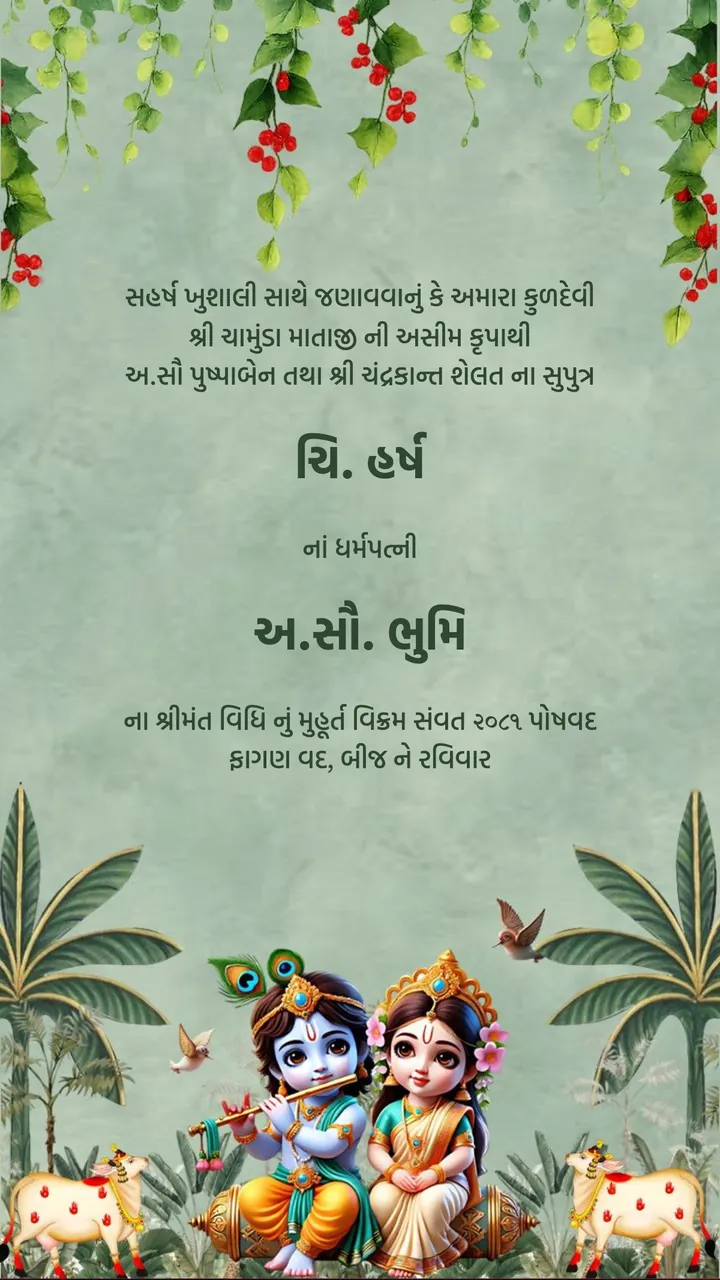 સહર્ષ ખુશાલી સાથે જણાવવાનું કે અમારા કુળદેવી
શ્રી ચામુંડા માતાજી ની અસીમ કૃપાથી
અ.સૌ પુષ્પાબેન તથા શ્રી ચંદ્રકાન્ત શેલત ના સુપુત્ર
ચિ. હર્ષ
નાં ધર્મપત્ની
અ.સૌ. ભુમિ
ના શ્રીમંત વિધિ નું મુહૂર્ત વિક્રમ સંવત ૨૦૮૧ પોષવદ
ફાગણ વદ, બીજ ને રવિવાર